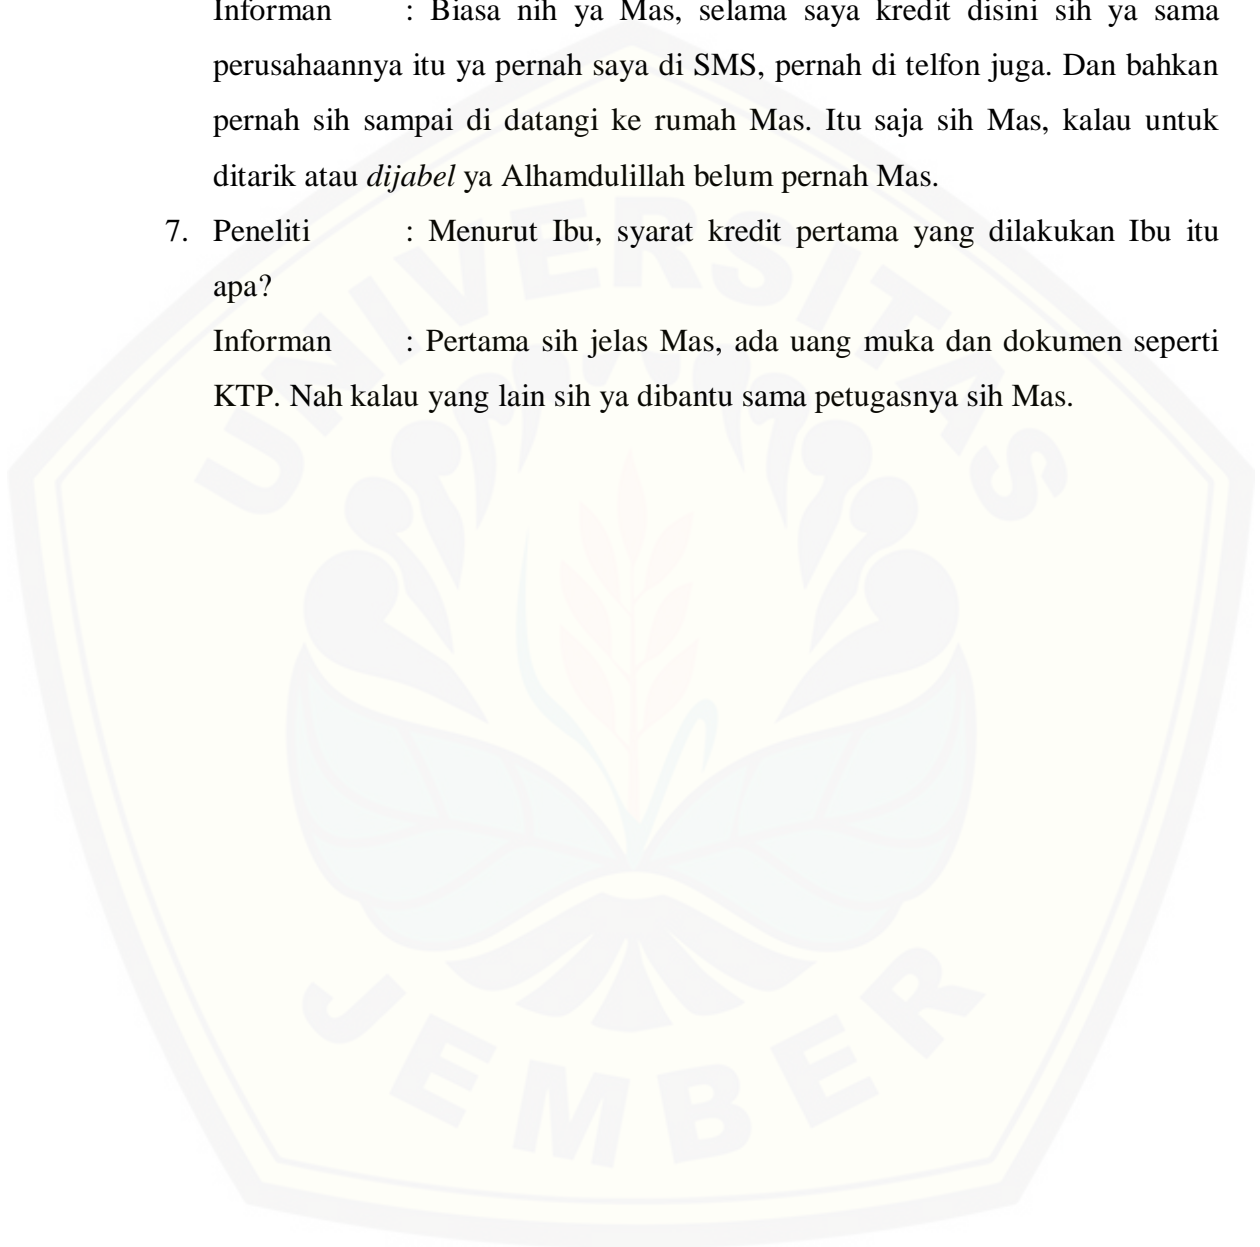 Informan : Biasa nih ya Mas, selama saya kredit disini sih ya sama
perusahaannya itu ya pernah saya di SMS, pernah di telfon juga. Dan bahkan
pernah sih sampai di datangi ke rumah Mas. Itu saja sih Mas, kalau untuk
ditarik atau dijabel ya Alhamdulillah belum pernah Mas.
7. Peneliti : Menurut Ibu, syarat kredit pertama yang dilakukan Ibu itu
apa?
Informan : Pertama sih jelas Mas, ada uang muka dan dokumen seperti
KTP. Nah kalau yang lain sih ya dibantu sama petugasnya sih Mas.
UNIVERSITAS
JEMBER